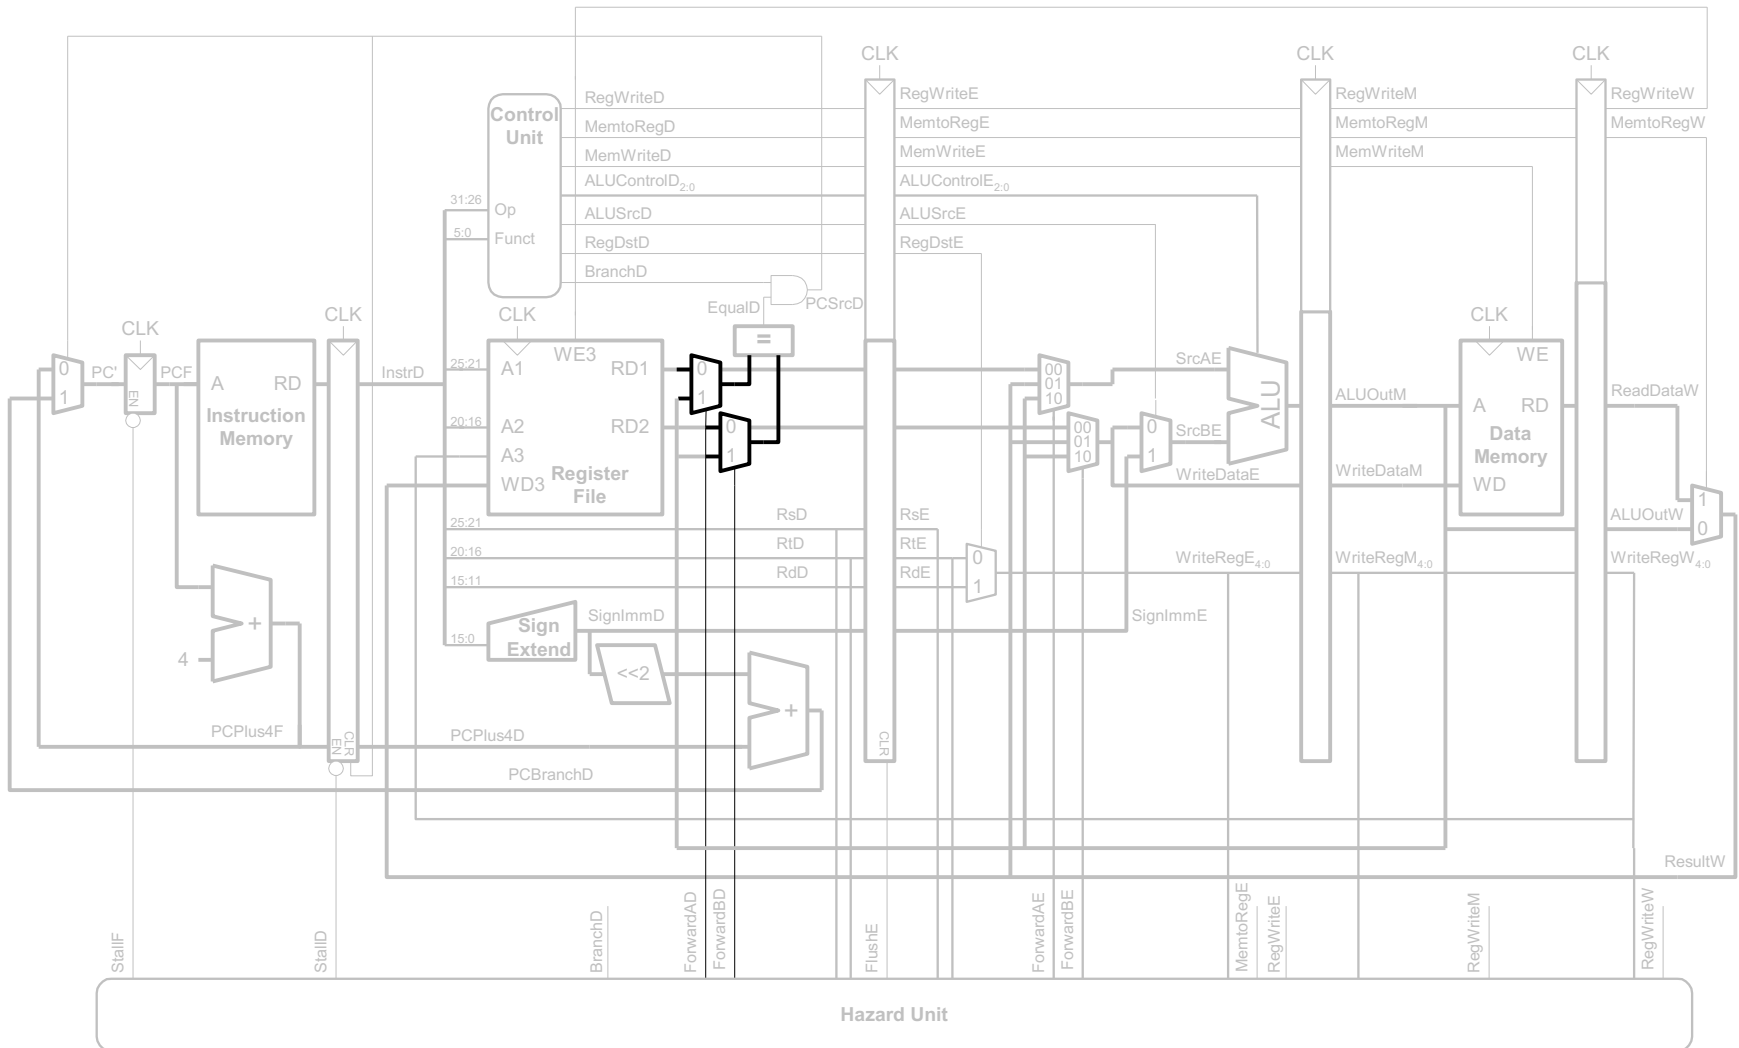 CLK CLK CLK
Control
Unit
RegWriteD RegWriteE RegWriteM RegWriteW
MemtoRegD MemtoRegE MemtoRegM MemtoRegW
MemWriteD MemWriteE MemWriteM
ALUControlD2:0 ALUControlE2:0
31:26 Op ALUSrcD ALUSrcE
5:0 Funct RegDstD RegDstE
BranchD
EqualD PCSrcD
CLK CLK CLK CLK
=
WE3 WE
0 PC' PCF A RD InstrD 25:21 A1 RD1 0 00 SrcAE
1 EN 1 01
10
Instruction
Memory
ALU ALUOutM A RD ReadDataW
20:16 A2 RD2 0 00 0 SrcBE
A3 1 01 1
10
Data
Memory
WD3 Register
File
WriteDataE WriteDataM WD
1
0
25:21 RsD RsE ALUOutW
20:16 RtD RtE 0 WriteRegE4:0 WriteRegM4:0 WriteRegW4:0
15:11 RdD RdE 1
SignImmD SignImmE
15:0 Sign
Extend
+
4
<<2
+
PCPlus4F EN CLR PCPlus4D CLR
PCBranchD
ResultW
StallF StallD BranchD ForwardAD ForwardBD FlushE ForwardAE ForwardBE MemtoRegE RegWriteE RegWriteM RegWriteW
Hazard Unit